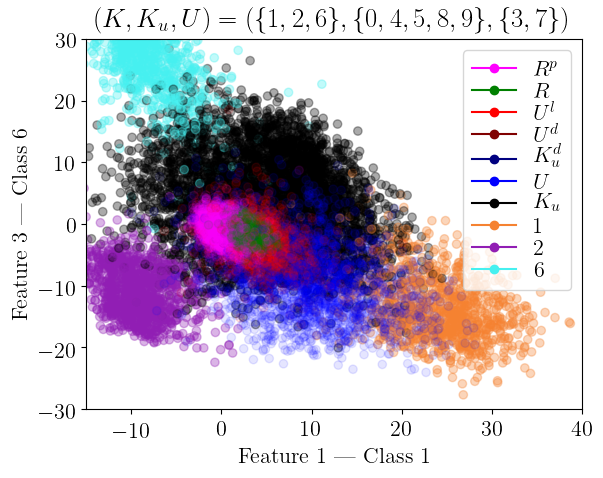 (K, K_u, U) = ({1, 2, 6}, {0, 4, 5, 8, 9}, {3, 7})
30
20
10
0
−10
−20
−30
Feature 3 — Class 6
R^p
R
U^l
U^d
K_u^d
U
K_u
1
2
6
−10
0
10
20
30
40
Feature 1 — Class 1